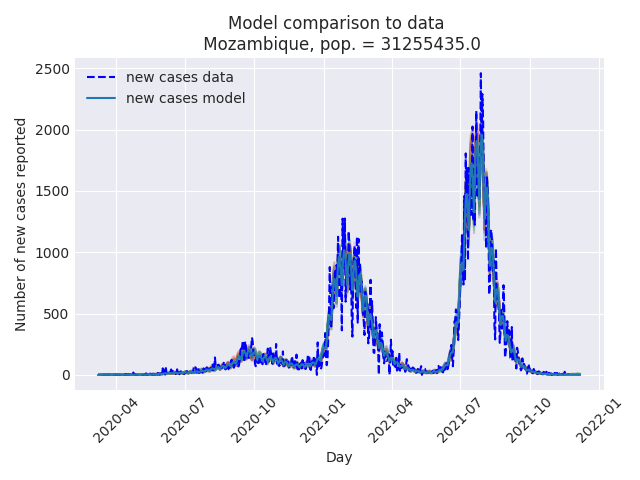 Model comparison to data
Mozambique, pop. = 31255435.0
new cases data
new cases model
Number of new cases reported
2500
2000
1500
1000
500
0
2020-04
2020-07
2020-10
2021-01
2021-04
2021-07
2021-10
2022-01
Day